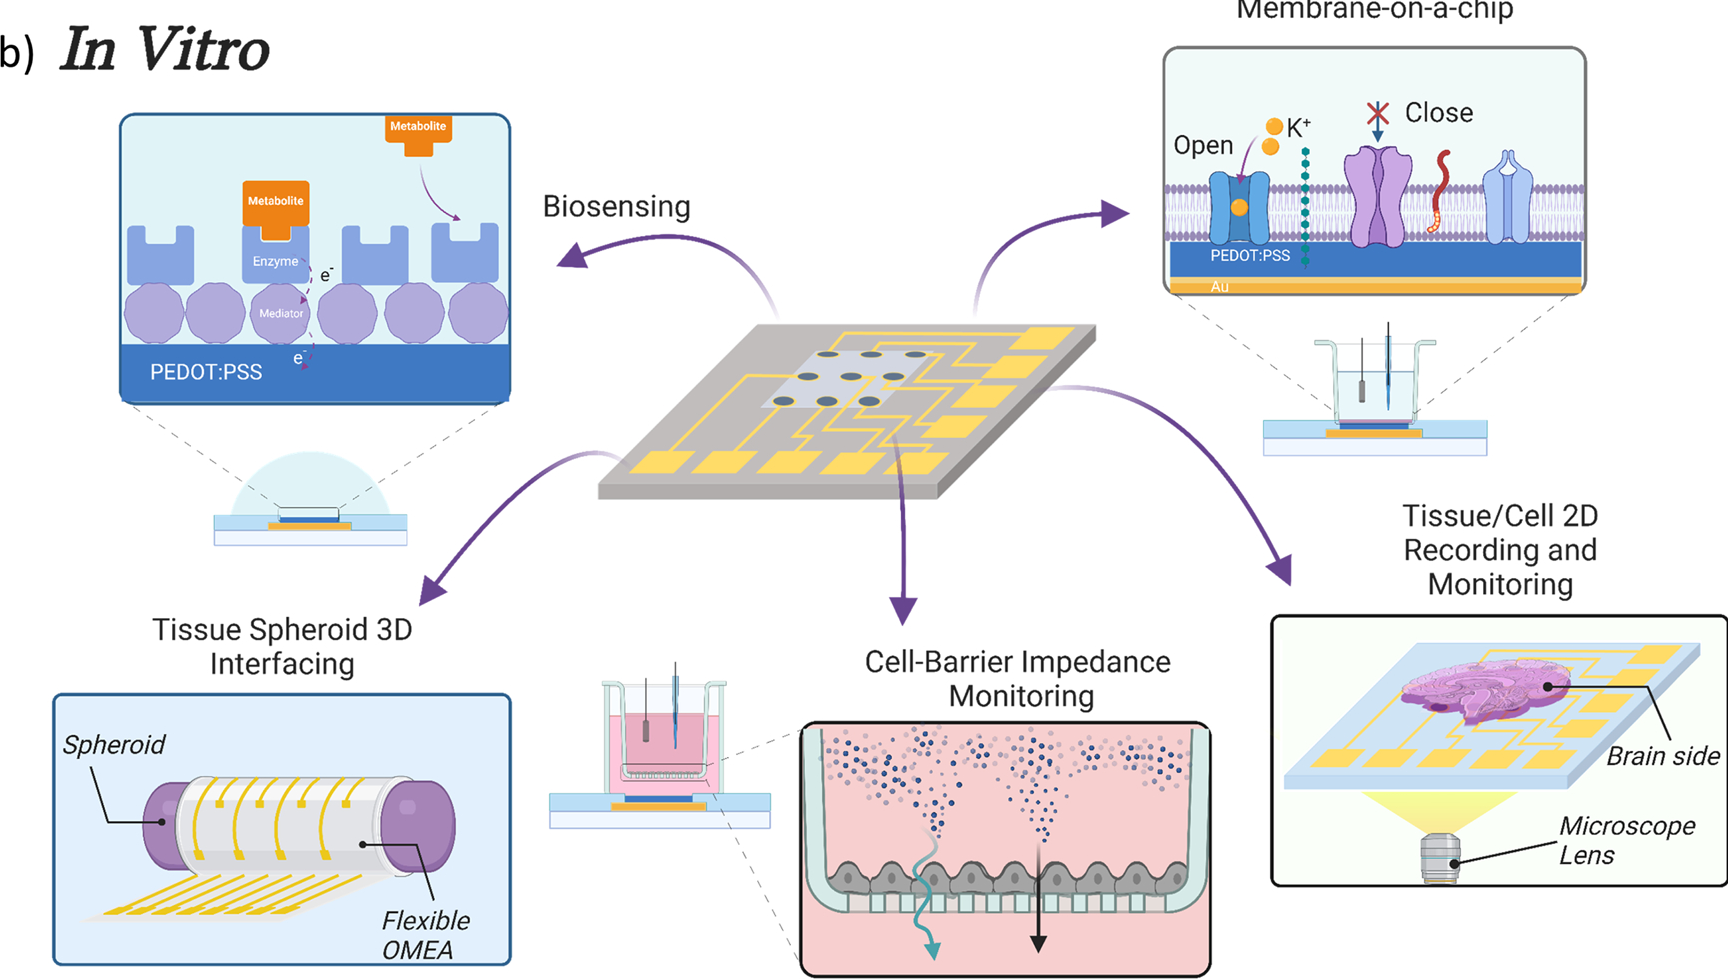 Membrane-on-a-chip
b) In Vitro
Metabolite
Metabolite
Enzyme
e-
Mediator
e-
PEDOT:PSS
Biosensing
Open
K+
Close
PEDOT:PSS
Au
Tissue Spheroid 3D
Interfacing
Spheroid
Flexible
OMEA
Cell-Barrier Impedance
Monitoring
Tissue/Cell 2D
Recording and
Monitoring
Brain side
Microscope
Lens